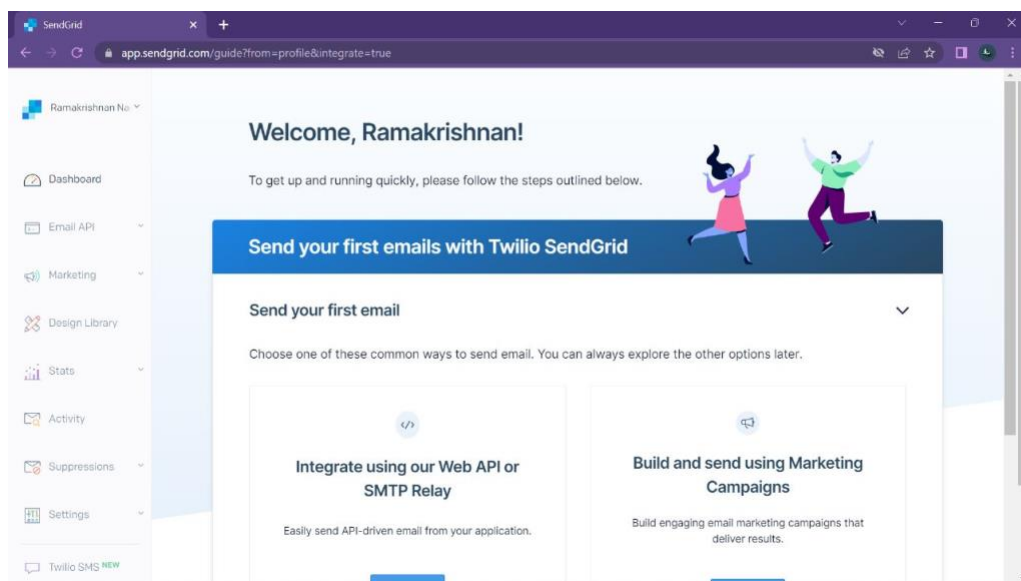 SendGrid
app.sendgrid.com/guide?from=profile&integrate=true
Ramakrishnan Na
Dashboard
Email API
Marketing
Design Library
Stats
Activity
Suppressions
Settings
Twilio SMS NEW
Welcome, Ramakrishnan!
To get up and running quickly, please follow the steps outlined below.
Send your first emails with Twilio SendGrid
Send your first email
Choose one of these common ways to send email. You can always explore the other options later.
Integrate using our Web API or
SMTP Relay
Easily send API-driven email from your application.
Build and send using Marketing
Campaigns
Build engaging email marketing campaigns that
deliver results.